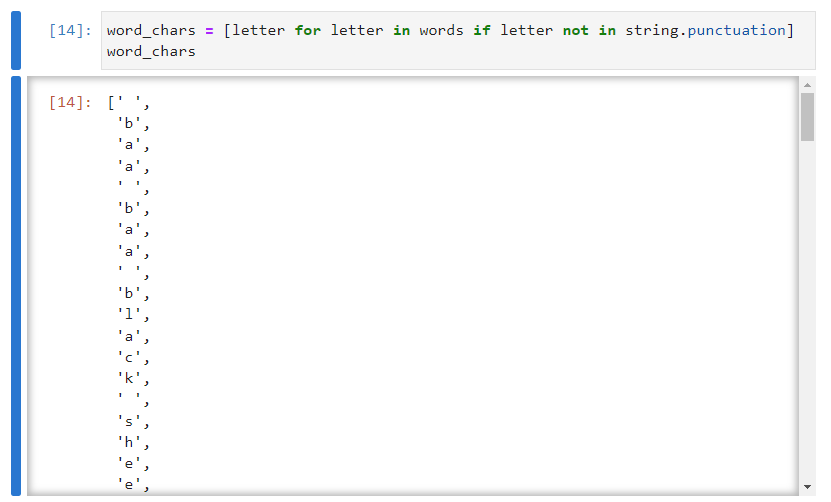 [14]: word_chars = [letter for letter in words if letter not in string.punctuation]
word_chars
[14]: [' ',
'b',
'a',
'a',
' ',
'b',
'a',
'a',
' ',
'b',
'l',
'a',
'c',
'k',
' ',
's',
'h',
'e',
'e',